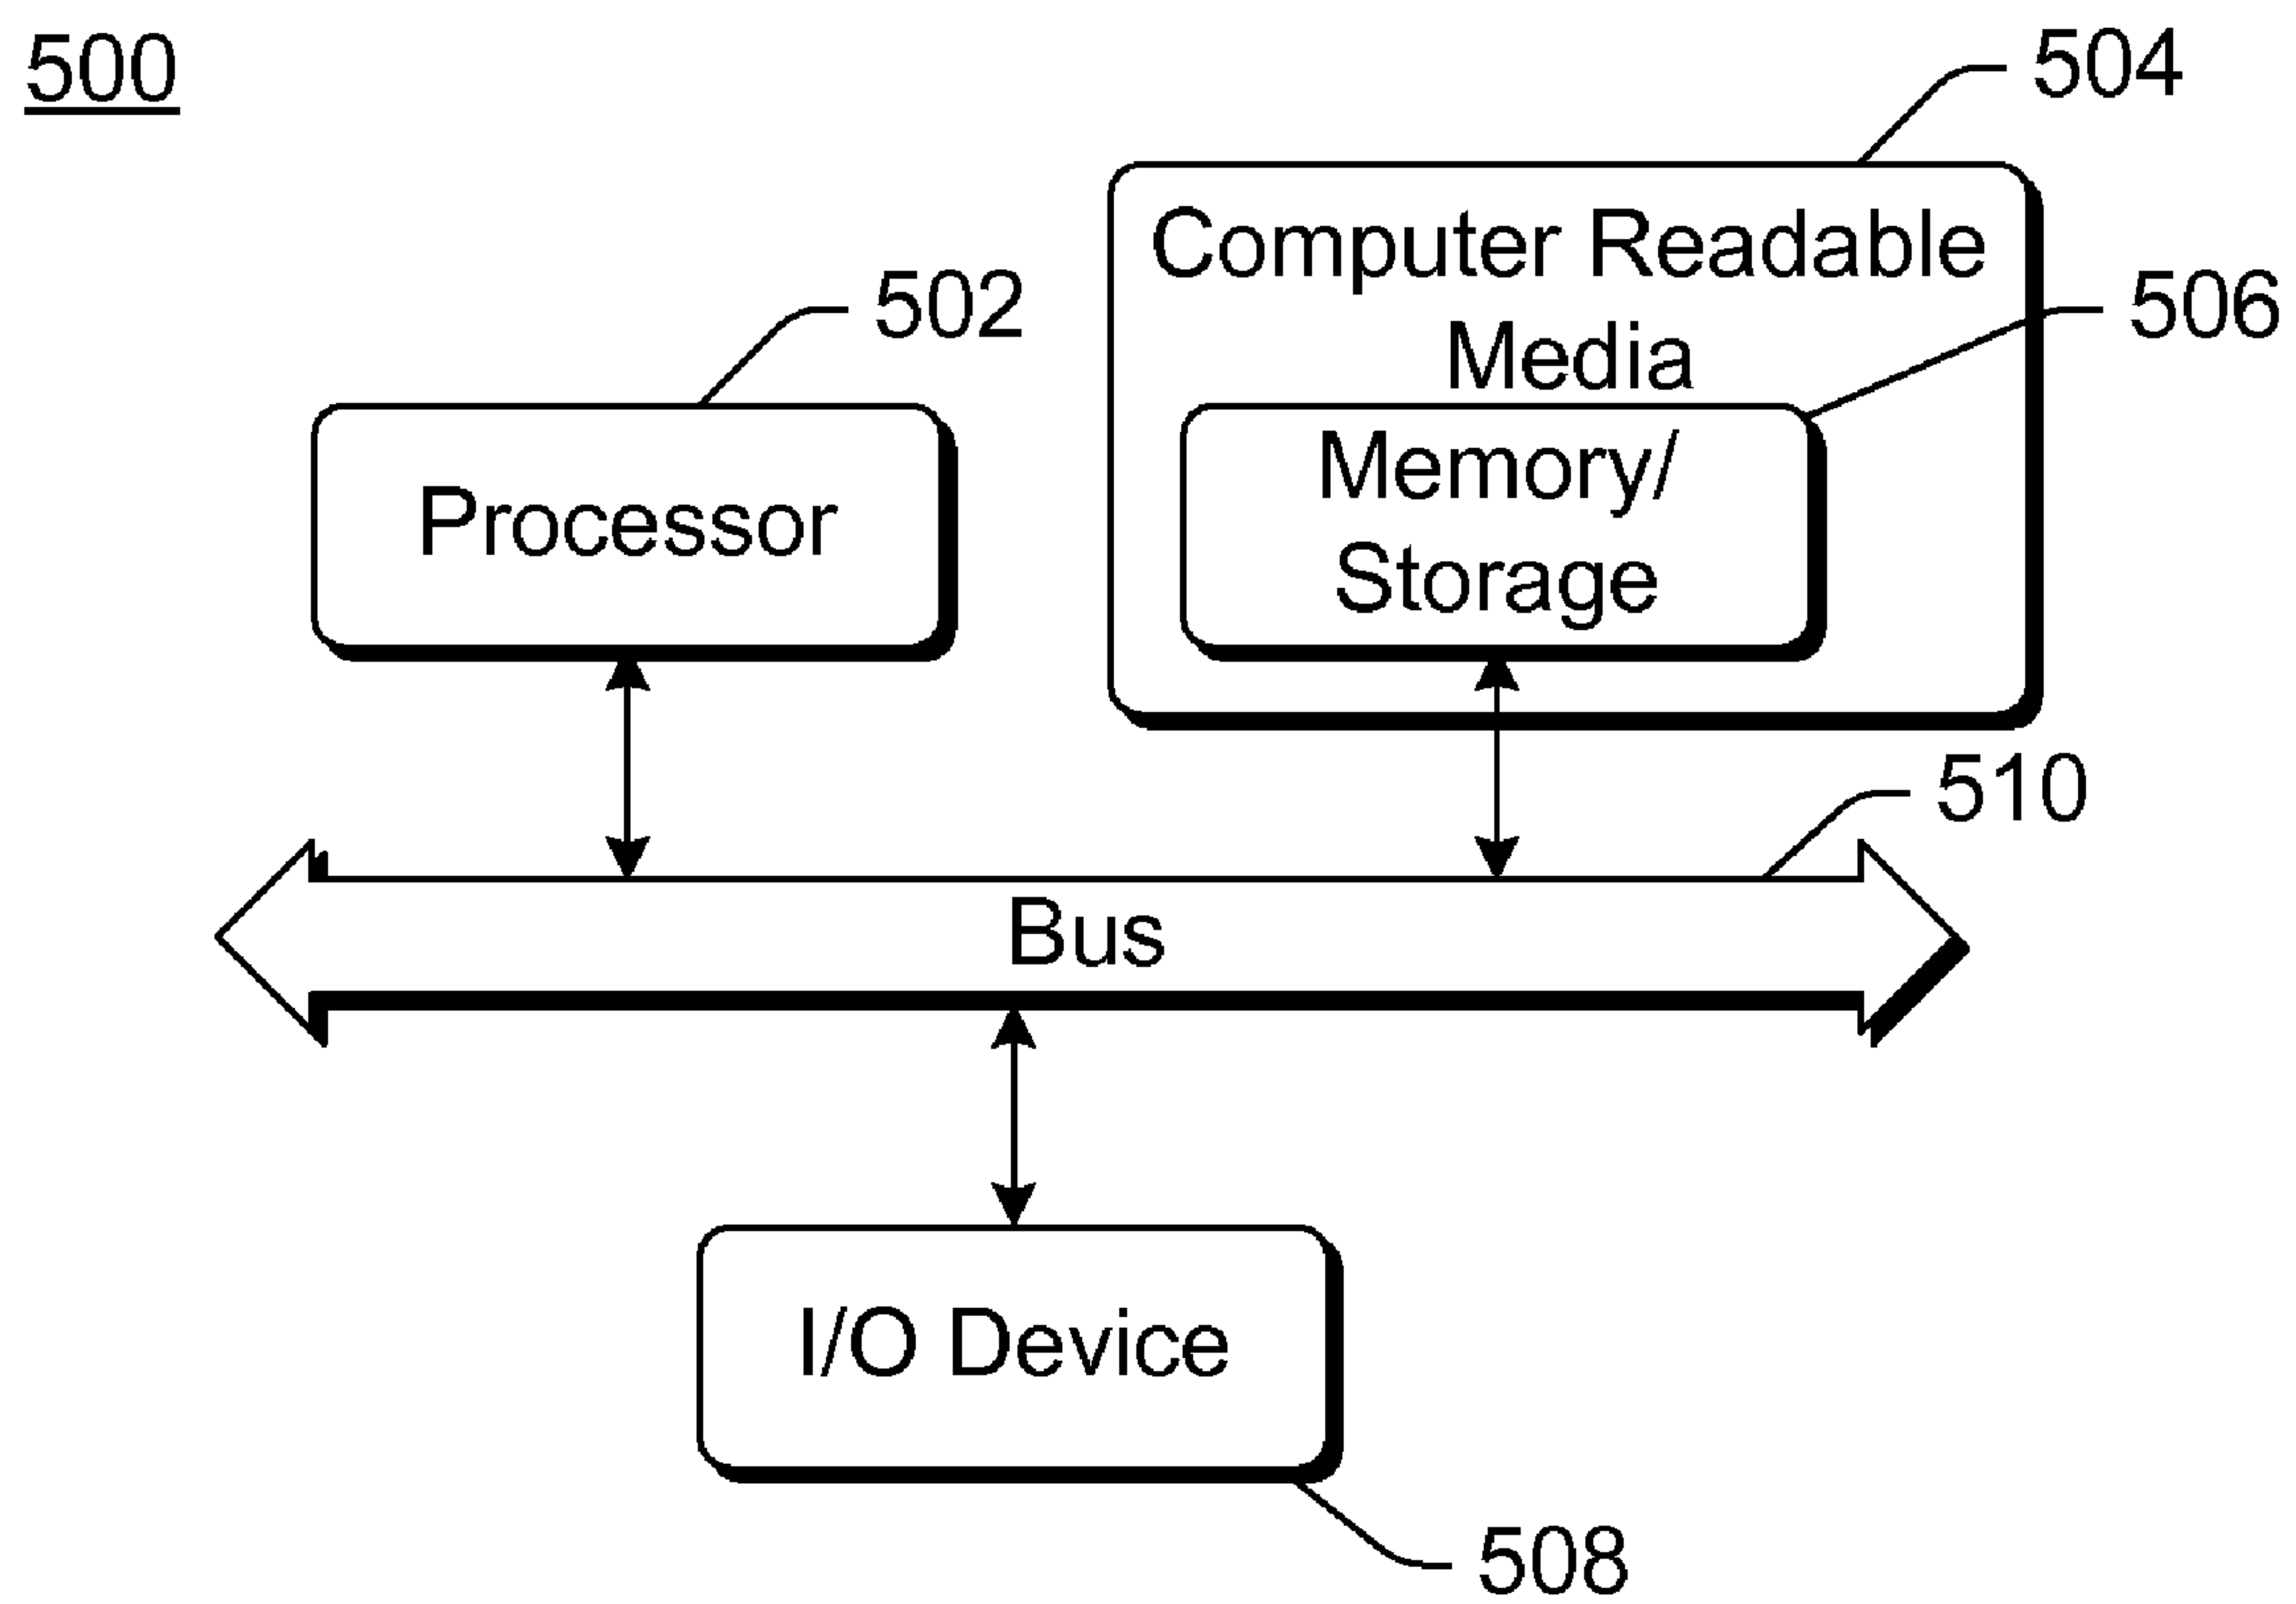 500
504
Computer Readable
502
506
Media
Memory/
Processor
Storage
510
Bus
I/O Device
508